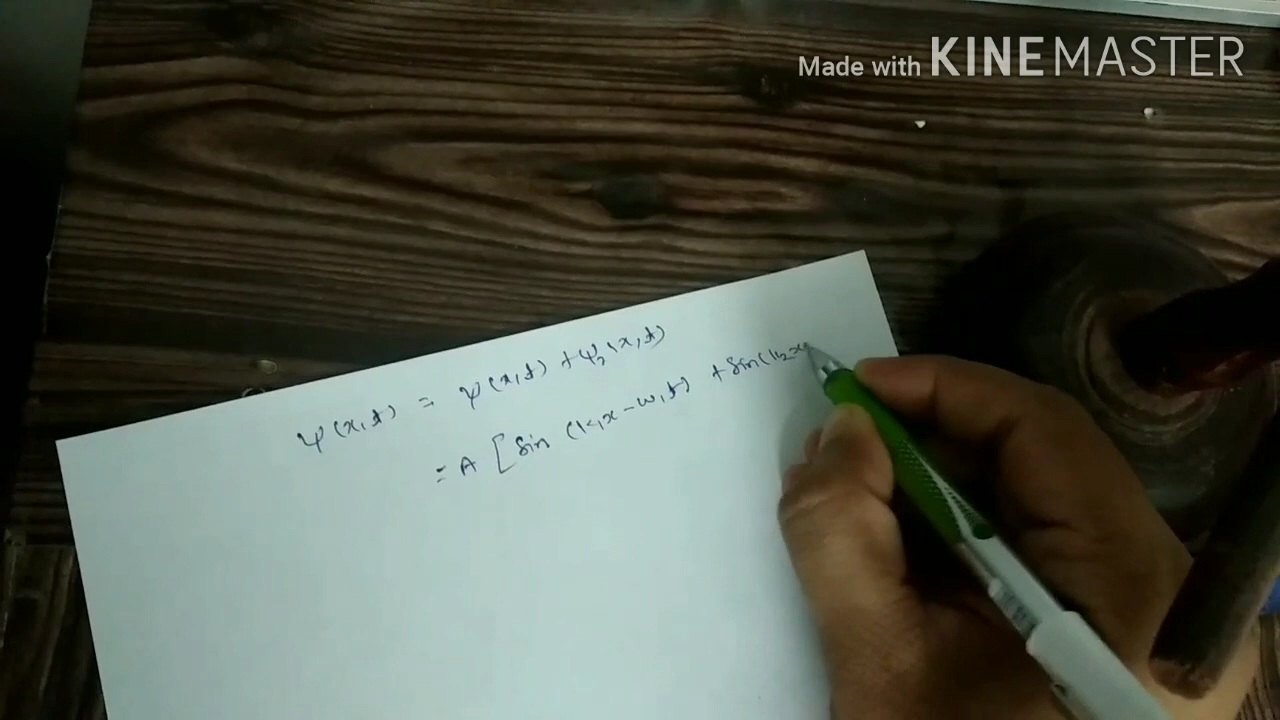 Made with KINEMASTER
ψ(x,t) = ψ(x,t) + ψ₂(x,t)
= A [sin (k₁x - ω₁t) + sin(k₂x